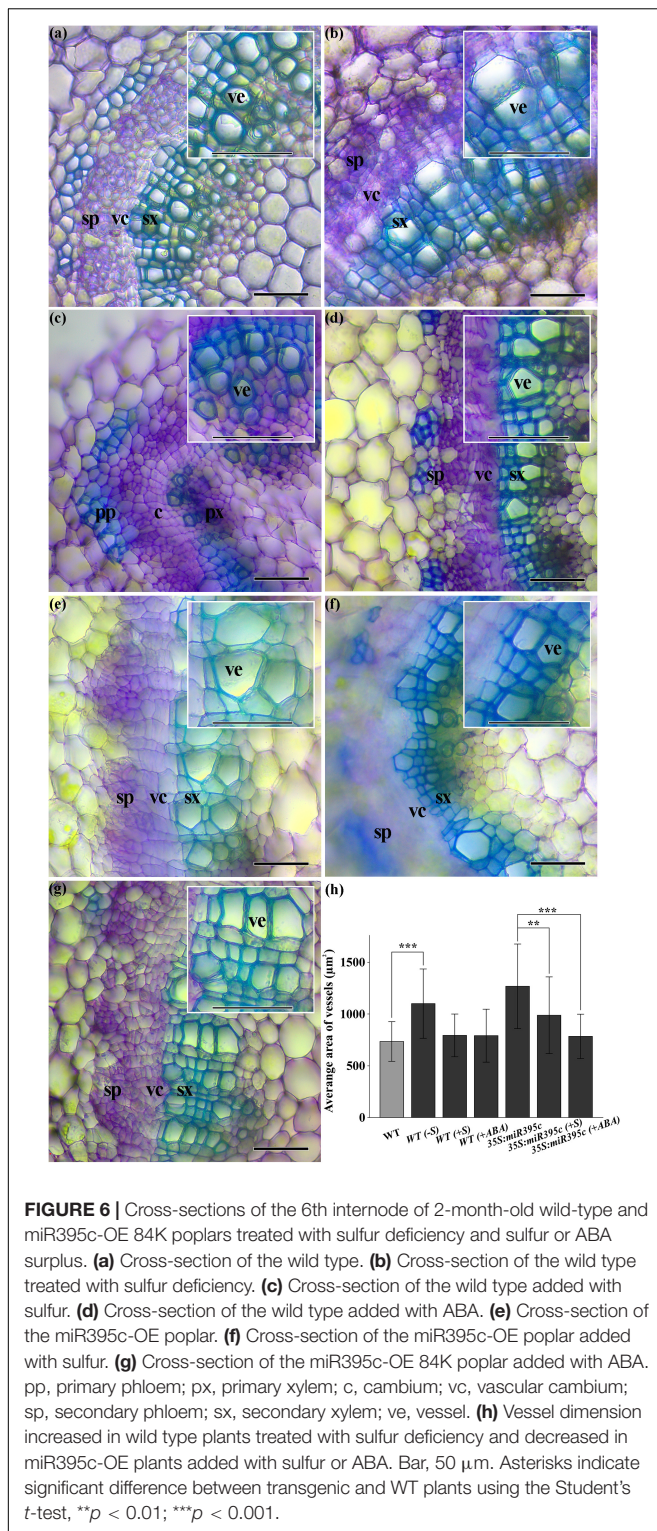 (a)
ve
sp vc sx
(b)
ve
sp
vc
sx
(c)
ve
pp c px
(d)
ve
sp vc sx
(e)
ve
sp vc sx
(f)
ve
sx
vc
sp
(g)
ve
sp vc sx
(h)
***
***
**
Averange area of vessels (μm²)
1500
1000
500
0
WT
WT (-S)
WT (+S)
WT (+ABA)
35S:miR395c
35S:miR395c (+S)
35S:miR395c (+ABA)
FIGURE 6 | Cross-sections of the 6th internode of 2-month-old wild-type and
miR395c-OE 84K poplars treated with sulfur deficiency and sulfur or ABA
surplus. (a) Cross-section of the wild type. (b) Cross-section of the wild type
treated with sulfur deficiency. (c) Cross-section of the wild type added with
sulfur. (d) Cross-section of the wild type added with ABA. (e) Cross-section of
the miR395c-OE poplar. (f) Cross-section of the miR395c-OE poplar added
with sulfur. (g) Cross-section of the miR395c-OE 84K poplar added with ABA.
pp, primary phloem; px, primary xylem; c, cambium; vc, vascular cambium;
sp, secondary phloem; sx, secondary xylem; ve, vessel. (h) Vessel dimension
increased in wild type plants treated with sulfur deficiency and decreased in
miR395c-OE plants added with sulfur or ABA. Bar, 50 μm. Asterisks indicate
significant difference between transgenic and WT plants using the Student's
t-test, **p < 0.01; ***p < 0.001.